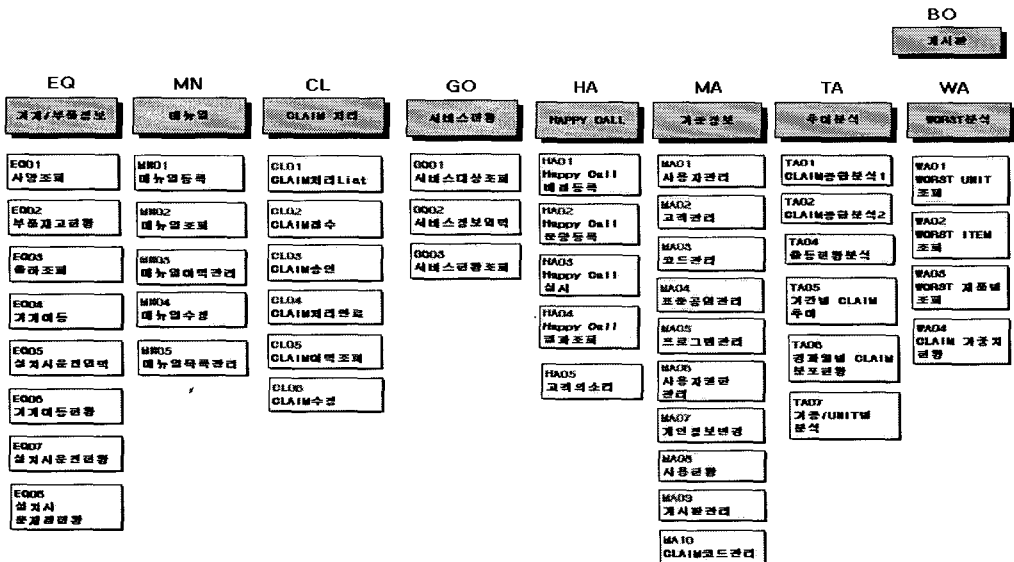 BO
게시판
EQ
MN
CL
GO
HA
MA
TA
WA
기계/부품정보
매뉴얼
CLAIM 처리
서비스현황
HAPPY CALL
기준정보
추이분석
WORST분석
EQ01
사양조회
EQ02
부품재고현황
EQ03
조회
EQ04
기계이동
EQ05
설치시운전입력
EQ06
기계이동현황
EQ07
설치시운전현황
설치시
문제점현황
MN01
매뉴얼등록
MN02
매뉴얼조회
MN03
매뉴얼이력관리
MN04
매뉴얼수정
MN05
매뉴얼목록관리
CL01
CLAIM처리List
CL02
CLAIM접수
CL03
CLAIM승인
CL04
CLAIM처리완료
CL05
CLAIM이력조회
CL06
CLAIM수정
GO01
서비스대상조회
GO02
서비스정보입력
GO03
서비스현황조회
HA01
Happy Call
등록
HA02
Happy Call
문항등록
HA03
Happy Call
실시
HA04
Happy Call
결과조회
HA05
고객의소리
MA01
사용자관리
MA02
고객관리
MA03
코드관리
MA04
표준공임관리
MA05
프로그램관리
MA06
사용자권한
관리
MA07
개인정보변경
MA08
사용현황
MA09
게시판관리
MA10
CLAIM코드관리
TA01
CLAIM종합분석1
TA02
CLAIM종합분석2
TA04
출동현황분석
TA05
기간별 CLAIM
추이
TA06
경과월별 CLAIM
분포현황
TA07
기종/UNIT별
분석
WA01
WORST UNIT
조회
WA02
WORST ITEM
조회
WA03
WORST 제품별
조회
WA04
CLAIM 가공지
현황